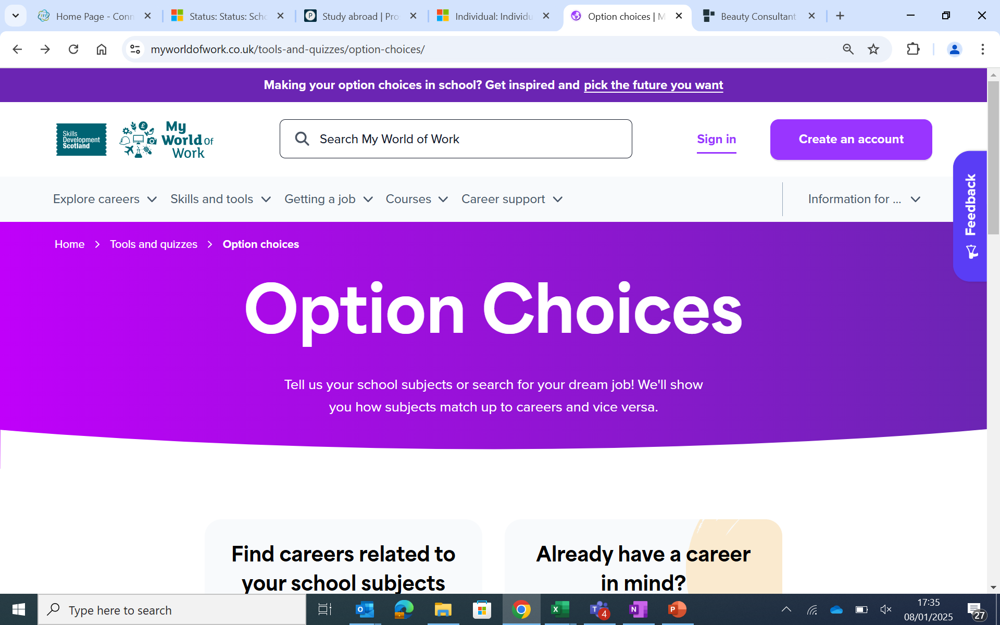 Home Page - Conn
Status: Status: Scho
Study abroad | Pro
Individual: Individu
Option choices | M
Beauty Consultant
myworldofwork.co.uk/tools-and-quizzes/option-choices/
Making your option choices in school? Get inspired and pick the future you want
Skills
Development
Scotland
My
World Of
Work
Search My World of Work
Sign in
Create an account
Feedback
Explore careers
Skills and tools
Getting a job
Courses
Career support
Information for ...
Home > Tools and quizzes > Option choices
Option Choices
Tell us your school subjects or search for your dream job! We'll show
you how subjects match up to careers and vice versa.
Find careers related to
your school subjects
Already have a career
in mind?
Type here to search
4
17:35
08/01/2025
27